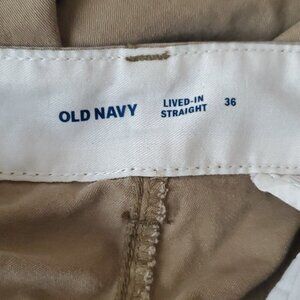 OLD NAVY
LIVED-IN
STRAIGHT
36